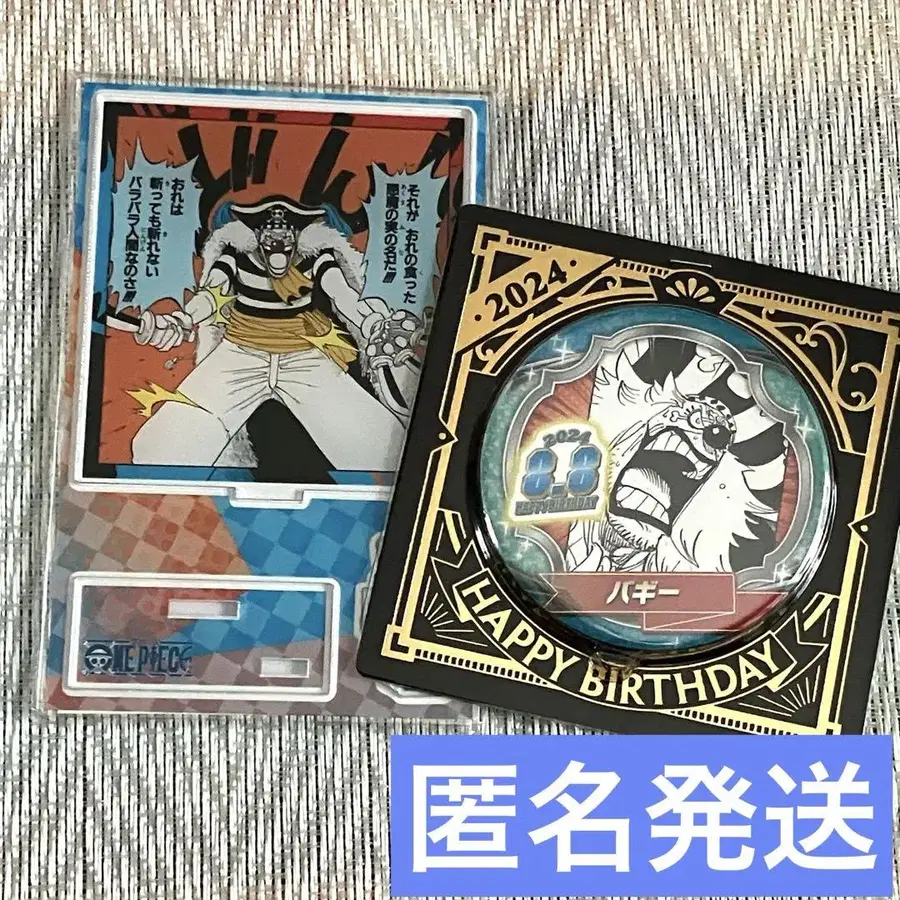 それが おれの食った
悪魔の実の名だ!!!!
おれは
斬っても斬れない
バラバラ人間なのさ!!!!
ONE PIECE
2024
2024
8.8
HAPPY BIRTHDAY
バギー
HAPPY BIRTHDAY
匿名発送